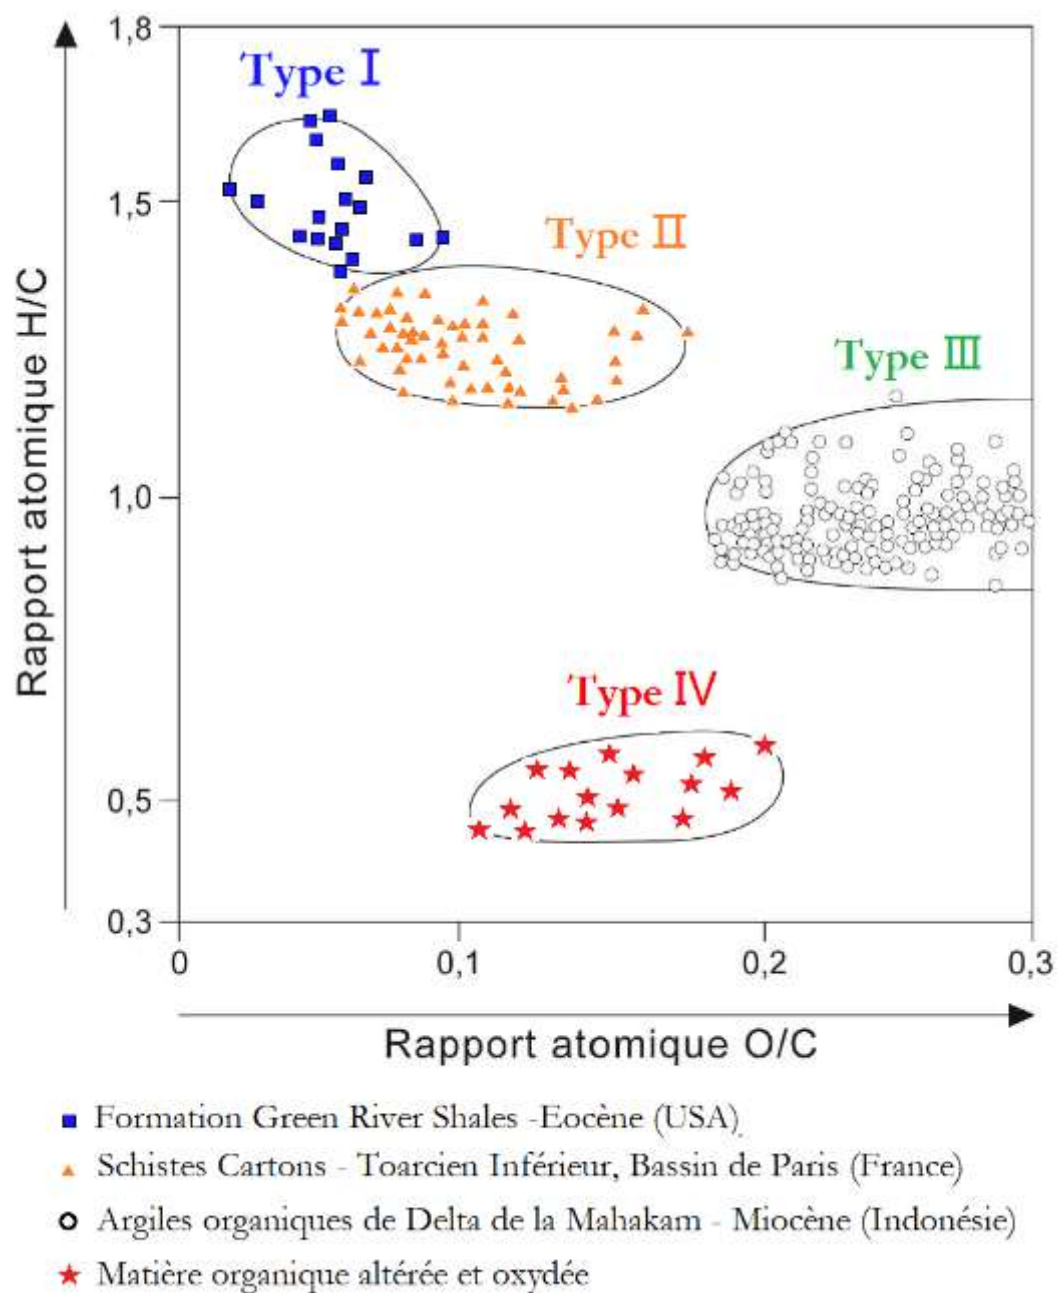 1,8
Type I
1,5
Type II
Type III
Rapport atomique H/C
1,0
Type IV
0,5
0,3
0 0,1 0,2 0,3
Rapport atomique O/C
Formation Green River Shales -Eocène (USA)
Schistes Cartons - Toarcien Inférieur, Bassin de Paris (France)
Argiles organiques de Delta de la Mahakam - Miocène (Indonésie)
Matière organique altérée et oxydée